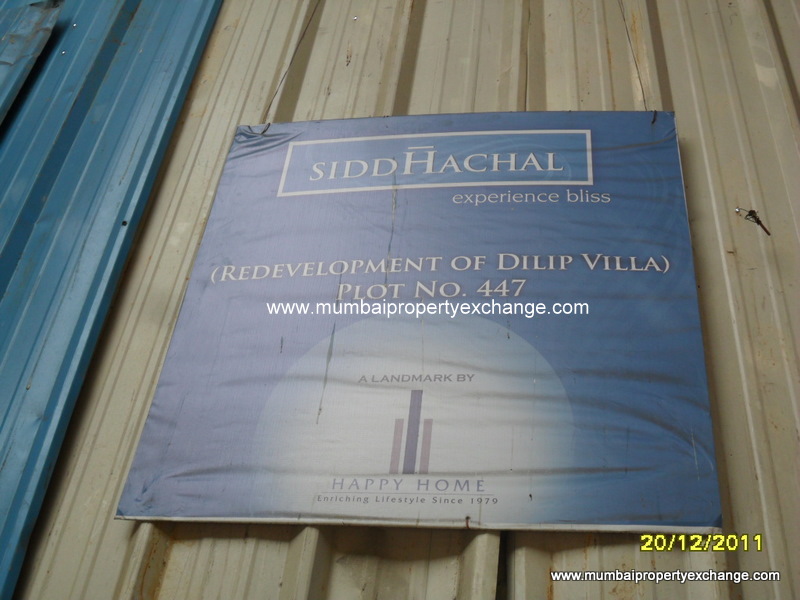 SIDDHACHAL
experience bliss
(REDEVELOPMENT OF DILIP VILLA)
PLOT NO. 447
www.mumbaipropertyexchange.com
A LANDMARK BY
HAPPY HOME
Enriching Lifestyle Since 1979
20/12/2011
www.mumbaipropertyexchange.com